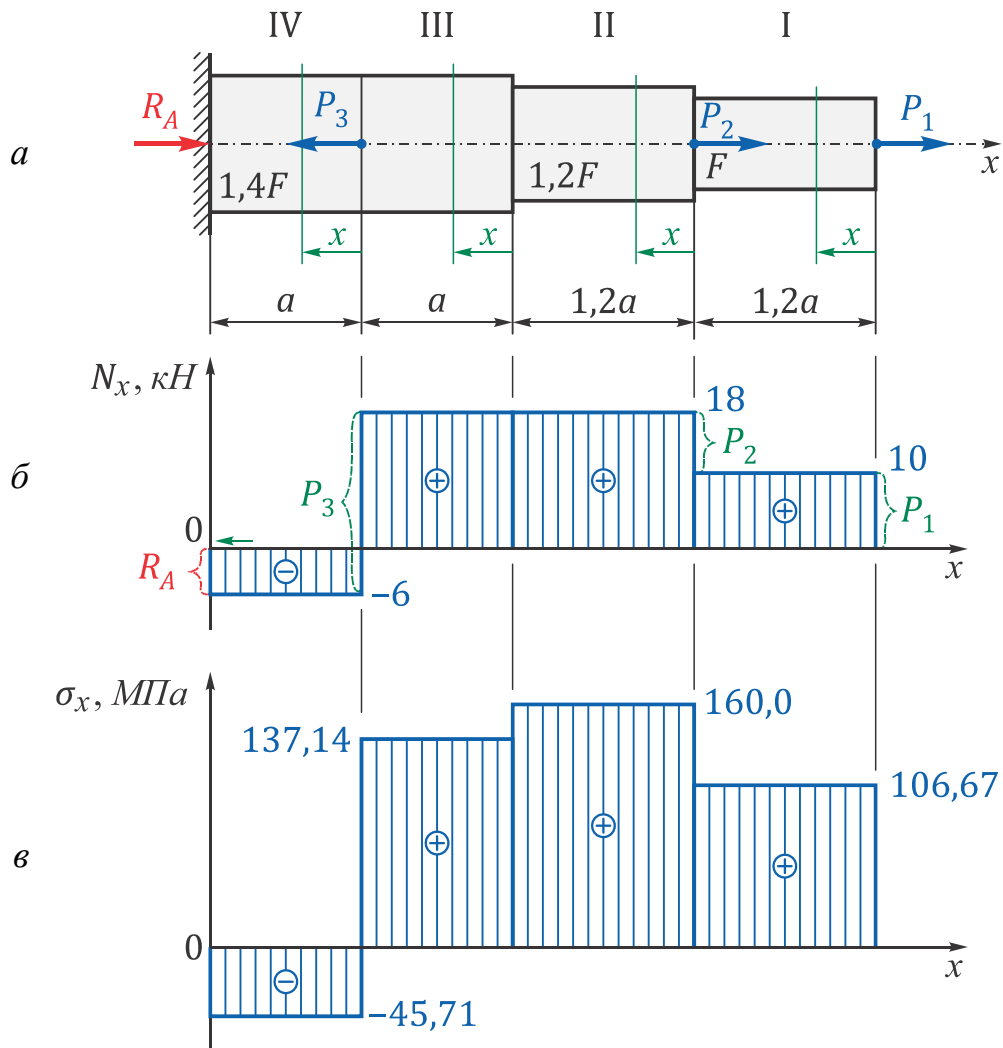 IV III II I
R_A P_3 P_2 P_1
а
1,4F 1,2F F x
x x x x
a a 1,2a 1,2a
N_x, кН
18
P_2 10
б
P_3 P_1
0
R_A x
−6
σ_x, МПа
160,0
137,14
106,67
в
0
x
−45,71